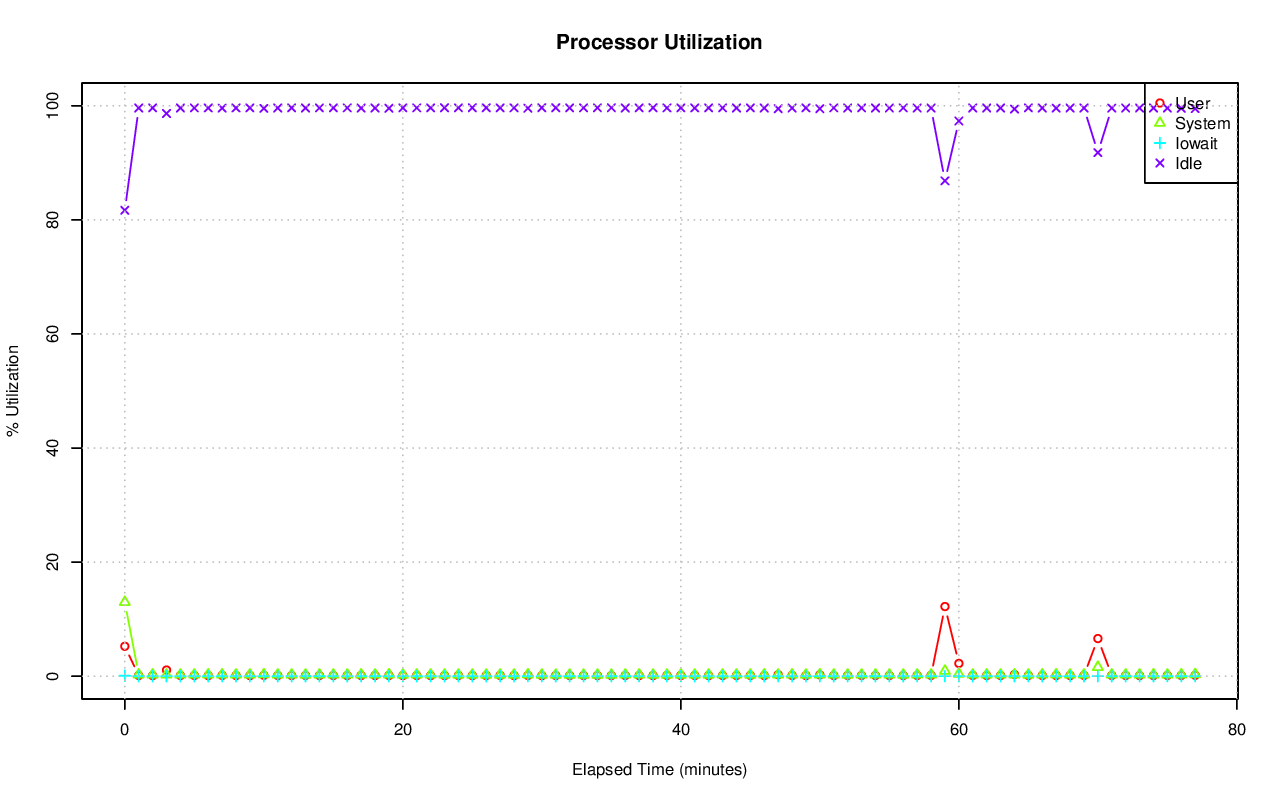 Processor Utilization
% Utilization
100
80
60
40
20
0
User
System
Iowait
Idle
0 20 40 60 80
Elapsed Time (minutes)